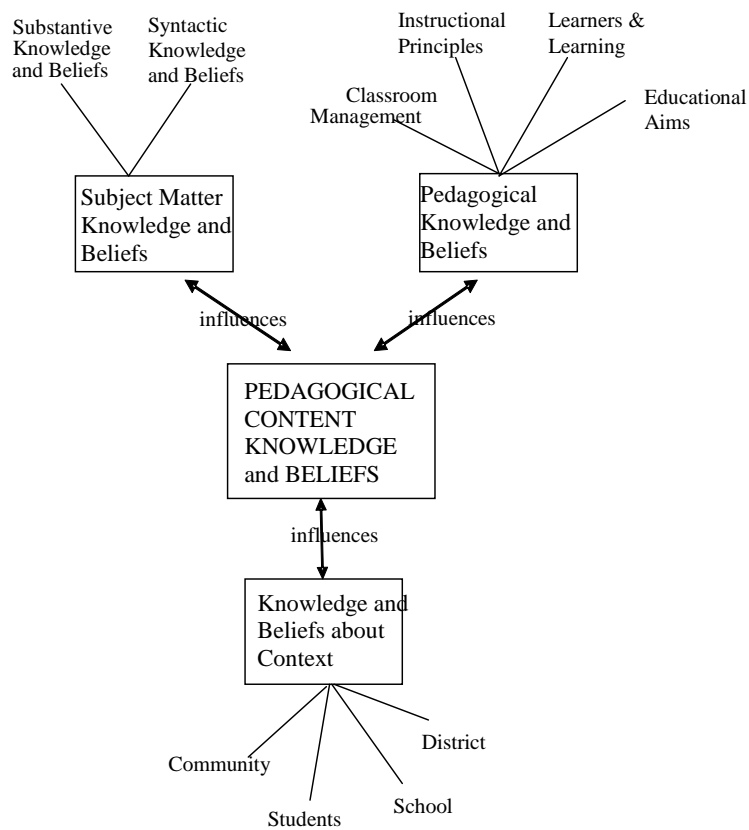 Substantive
Knowledge
and Beliefs
Syntactic
Knowledge
and Beliefs
Instructional
Principles
Learners &
Learning
Classroom
Management
Educational
Aims
Subject Matter
Knowledge and
Beliefs
Pedagogical
Knowledge and
Beliefs
influences
influences
PEDAGOGICAL
CONTENT
KNOWLEDGE
and BELIEFS
influences
Knowledge and
Beliefs about
Context
District
Community
School
Students